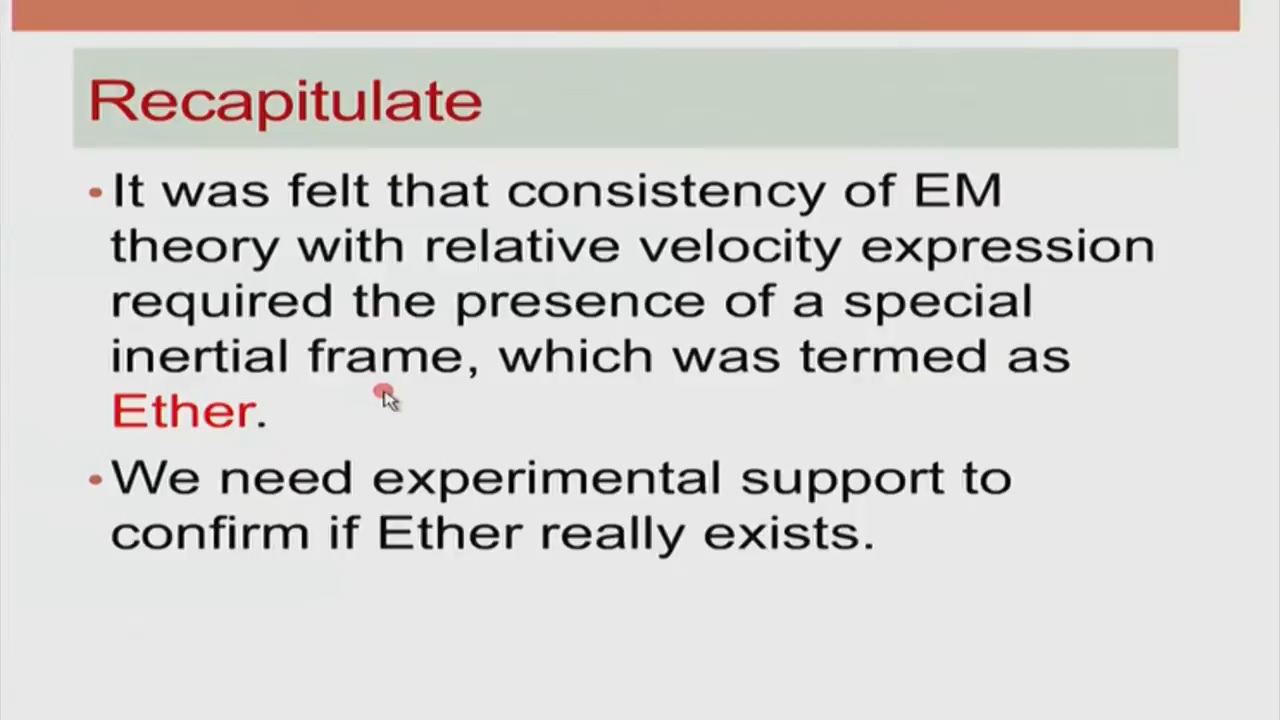 Recapitulate
• It was felt that consistency of EM
theory with relative velocity expression
required the presence of a special
inertial frame, which was termed as
Ether.
• We need experimental support to
confirm if Ether really exists.